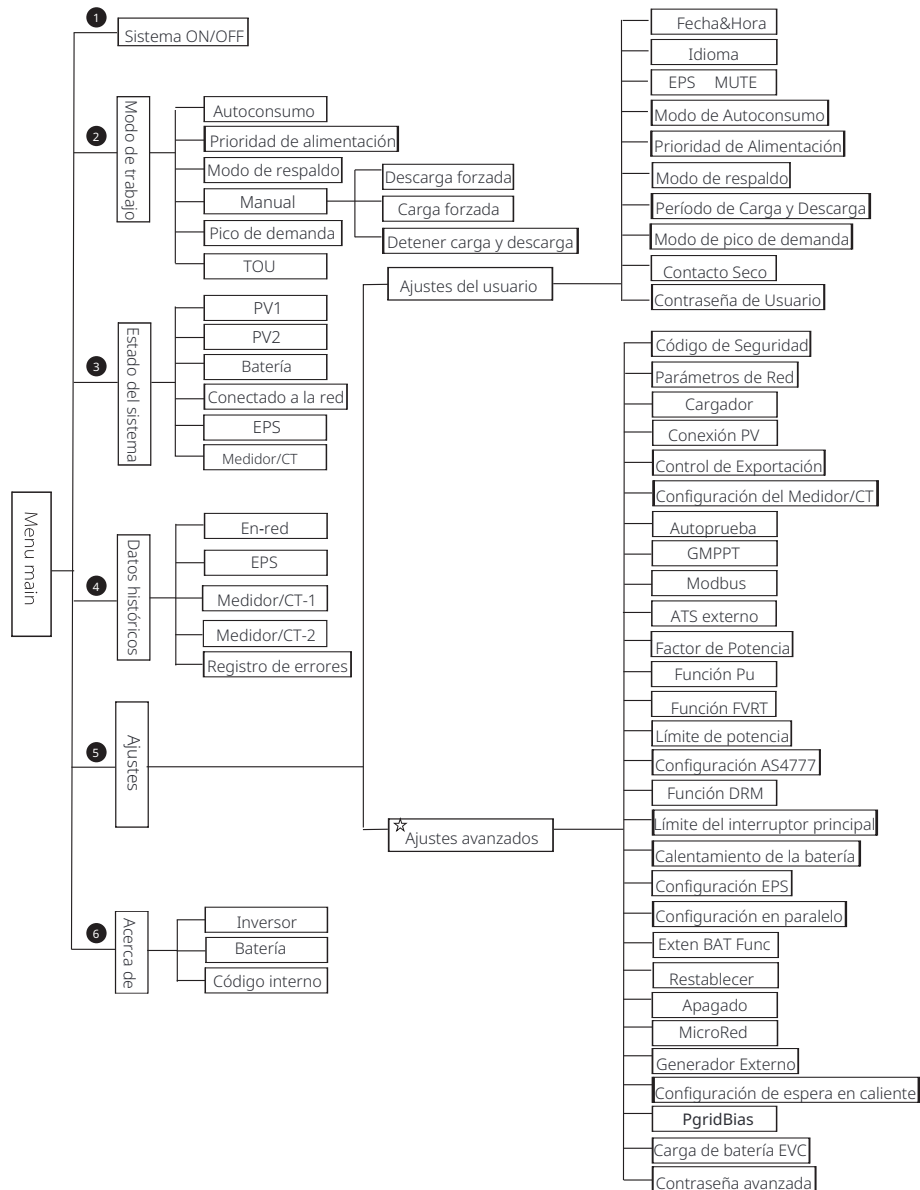 Menu main
1
Sistema ON/OFF
2
Modo de trabajo
Autoconsumo
Prioridad de alimentación
Modo de respaldo
Manual
Descarga forzada
Carga forzada
Detener carga y descarga
Pico de demanda
TOU
3
Estado del sistema
PV1
PV2
Batería
Conectado a la red
EPS
Medidor/CT
4
Datos históricos
En-red
EPS
Medidor/CT-1
Medidor/CT-2
Registro de errores
5
Ajustes
Ajustes del usuario
Fecha&Hora
Idioma
EPS MUTE
Modo de Autoconsumo
Prioridad de Alimentación
Modo de respaldo
Período de Carga y Descarga
Modo de pico de demanda
Contacto Seco
Contraseña de Usuario
☆
Ajustes avanzados
Código de Seguridad
Parámetros de Red
Cargador
Conexión PV
Control de Exportación
Configuración del Medidor/CT
Autoprueba
GMPPT
Modbus
ATS externo
Factor de Potencia
Función Pu
Función FVRT
Límite de potencia
Configuración AS4777
Función DRM
Límite del interruptor principal
Calentamiento de la batería
Configuración EPS
Configuración en paralelo
Exten BAT Func
Restablecer
Apagado
MicroRed
Generador Externo
Configuración de espera en caliente
PgridBias
Carga de batería EVC
Contraseña avanzada
6
Acerca de
Inversor
Batería
Código interno